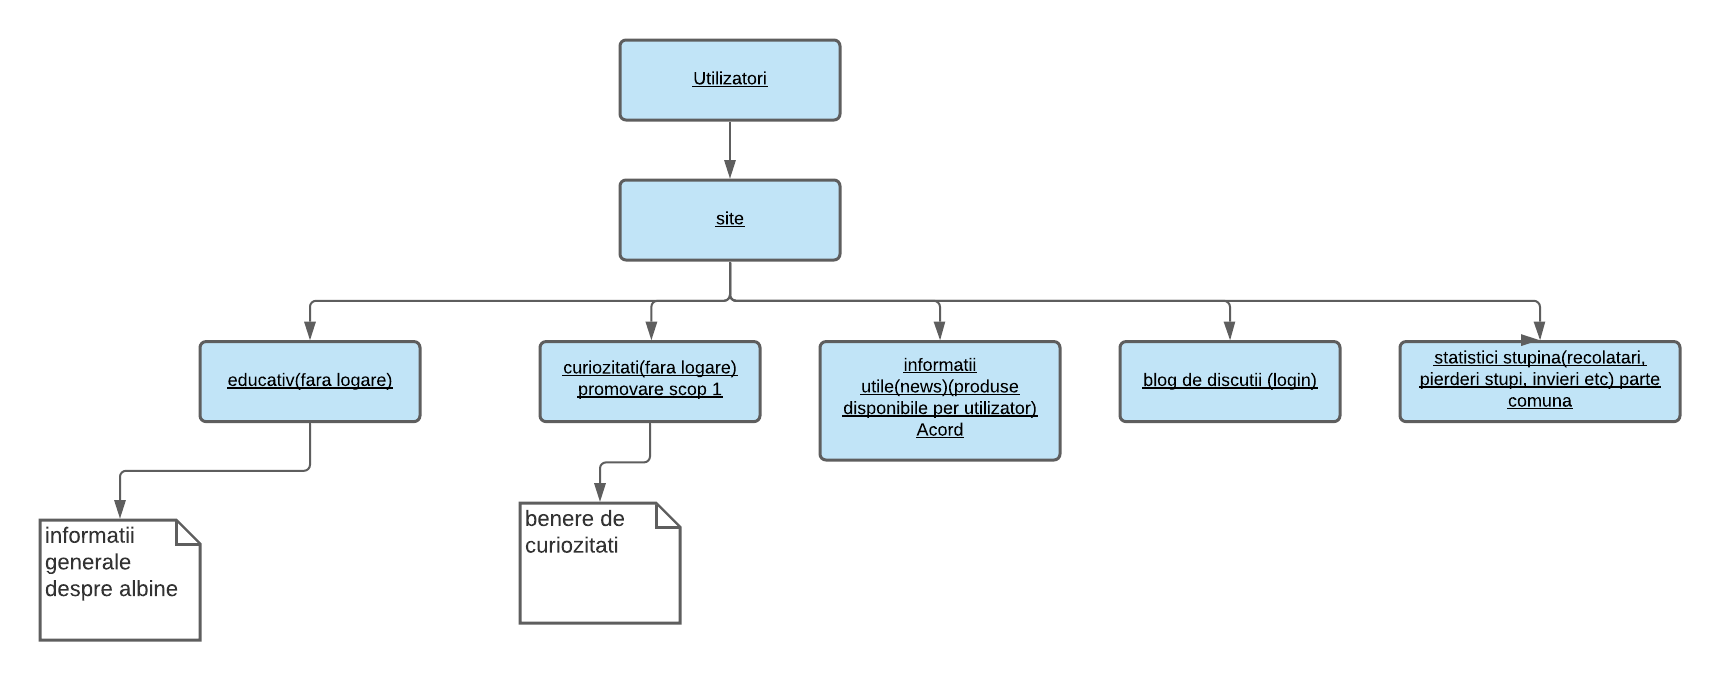 Utilizatori
site
educativ(fara logare)
curiozitati(fara logare)
promovare scop 1
informatii
utile(news)(produse
disponibile per utilizator)
Acord
blog de discutii (login)
statistici stupina(recolatari,
pierderi stupi, invieri etc) parte
comuna
informatii
generale
despre albine
benere de
curiozitati